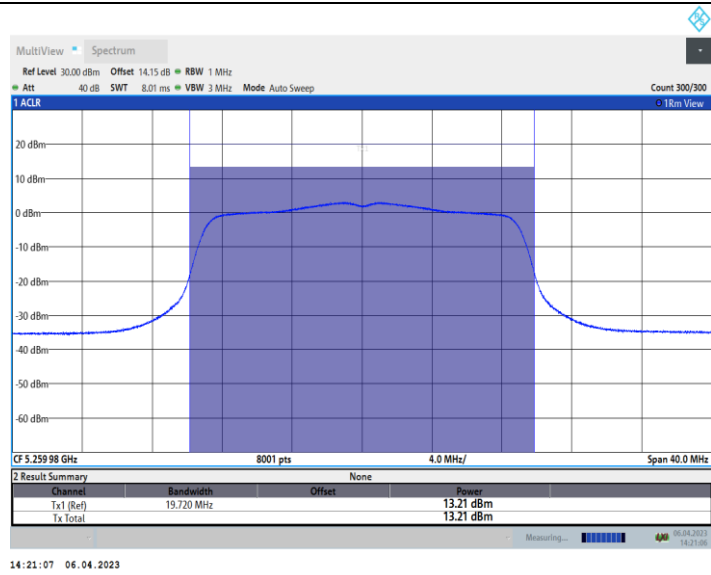 MultiView Spectrum
Ref Level 30.00 dBm Offset 14.15 dB RBW 1 MHz
Att 40 dB SWT 8.01 ms VBW 3 MHz Mode Auto Sweep Count 300/300
1 ACLR 1Rm View
20 dBm
10 dBm
0 dBm
-10 dBm
-20 dBm
-30 dBm
-40 dBm
-50 dBm
-60 dBm
CF 5.259 98 GHz 8001 pts 4.0 MHz/ Span 40.0 MHz
2 Result Summary None
Channel Bandwidth Offset Power
Tx1 (Ref) 19.720 MHz 13.21 dBm
Tx Total 13.21 dBm
Measuring... 06.04.2023
14:21:06
14:21:07 06.04.2023